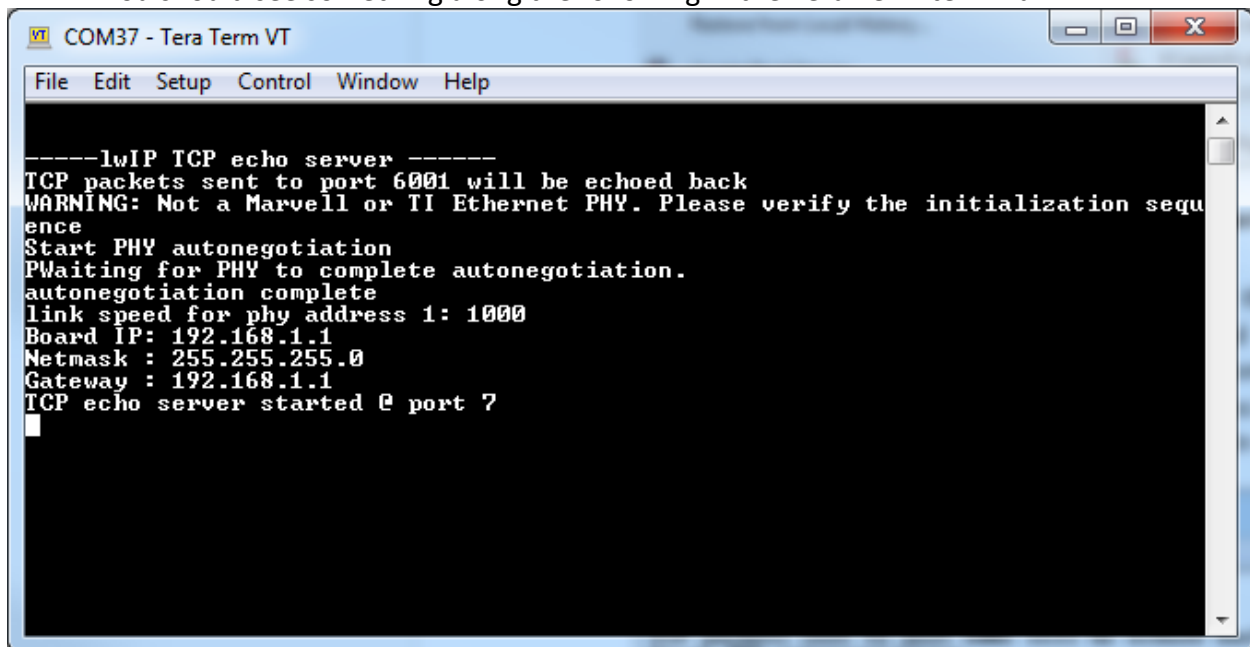 COM37 - Tera Term VT
File Edit Setup Control Window Help
-----lwIP TCP echo server ------
TCP packets sent to port 6001 will be echoed back
WARNING: Not a Marvell or TI Ethernet PHY. Please verify the initialization sequ
ence
Start PHY autonegotiation
PWaiting for PHY to complete autonegotiation.
autonegotiation complete
link speed for phy address 1: 1000
Board IP: 192.168.1.1
Netmask : 255.255.255.0
Gateway : 192.168.1.1
TCP echo server started @ port 7